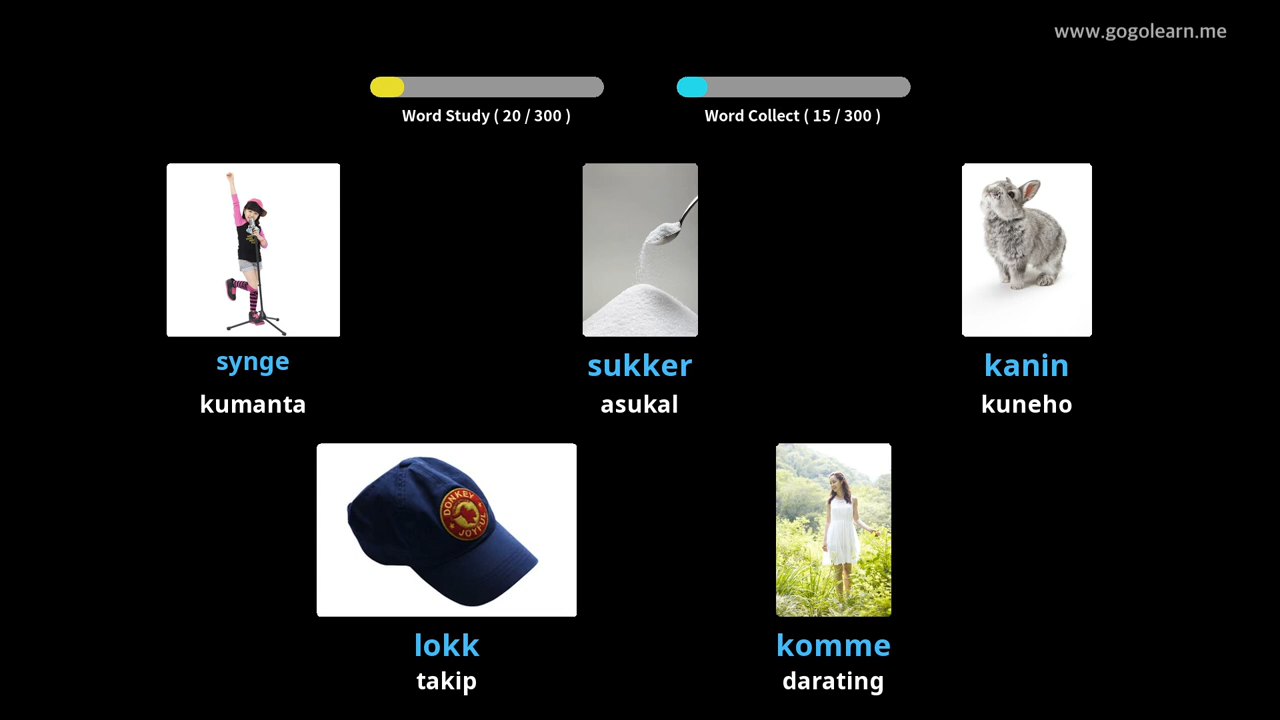 www.gogolearn.me
Word Study ( 20 / 300 )
Word Collect ( 15 / 300 )
synge
kumanta
sukker
asukal
kanin
kuneho
DONKEY
JOYFUL
lokk
takip
komme
darating